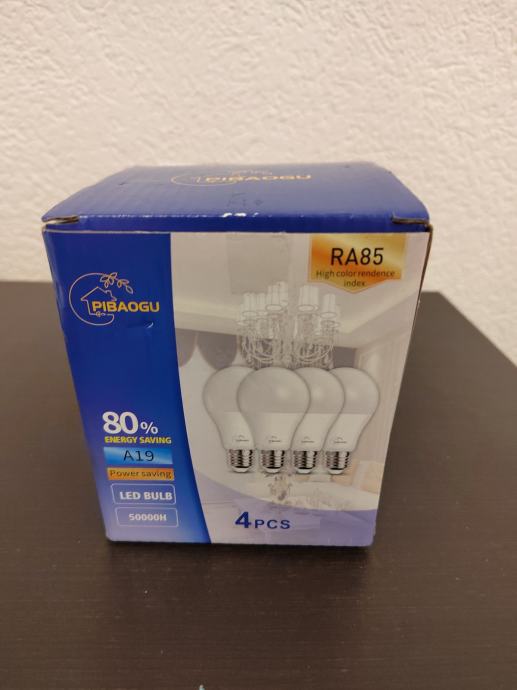 PIBAOGU
RA85
High color rendence
index
PIBAOGU
80%
ENERGY SAVING
A19
Power saving
LED BULB
50000H
4PCS